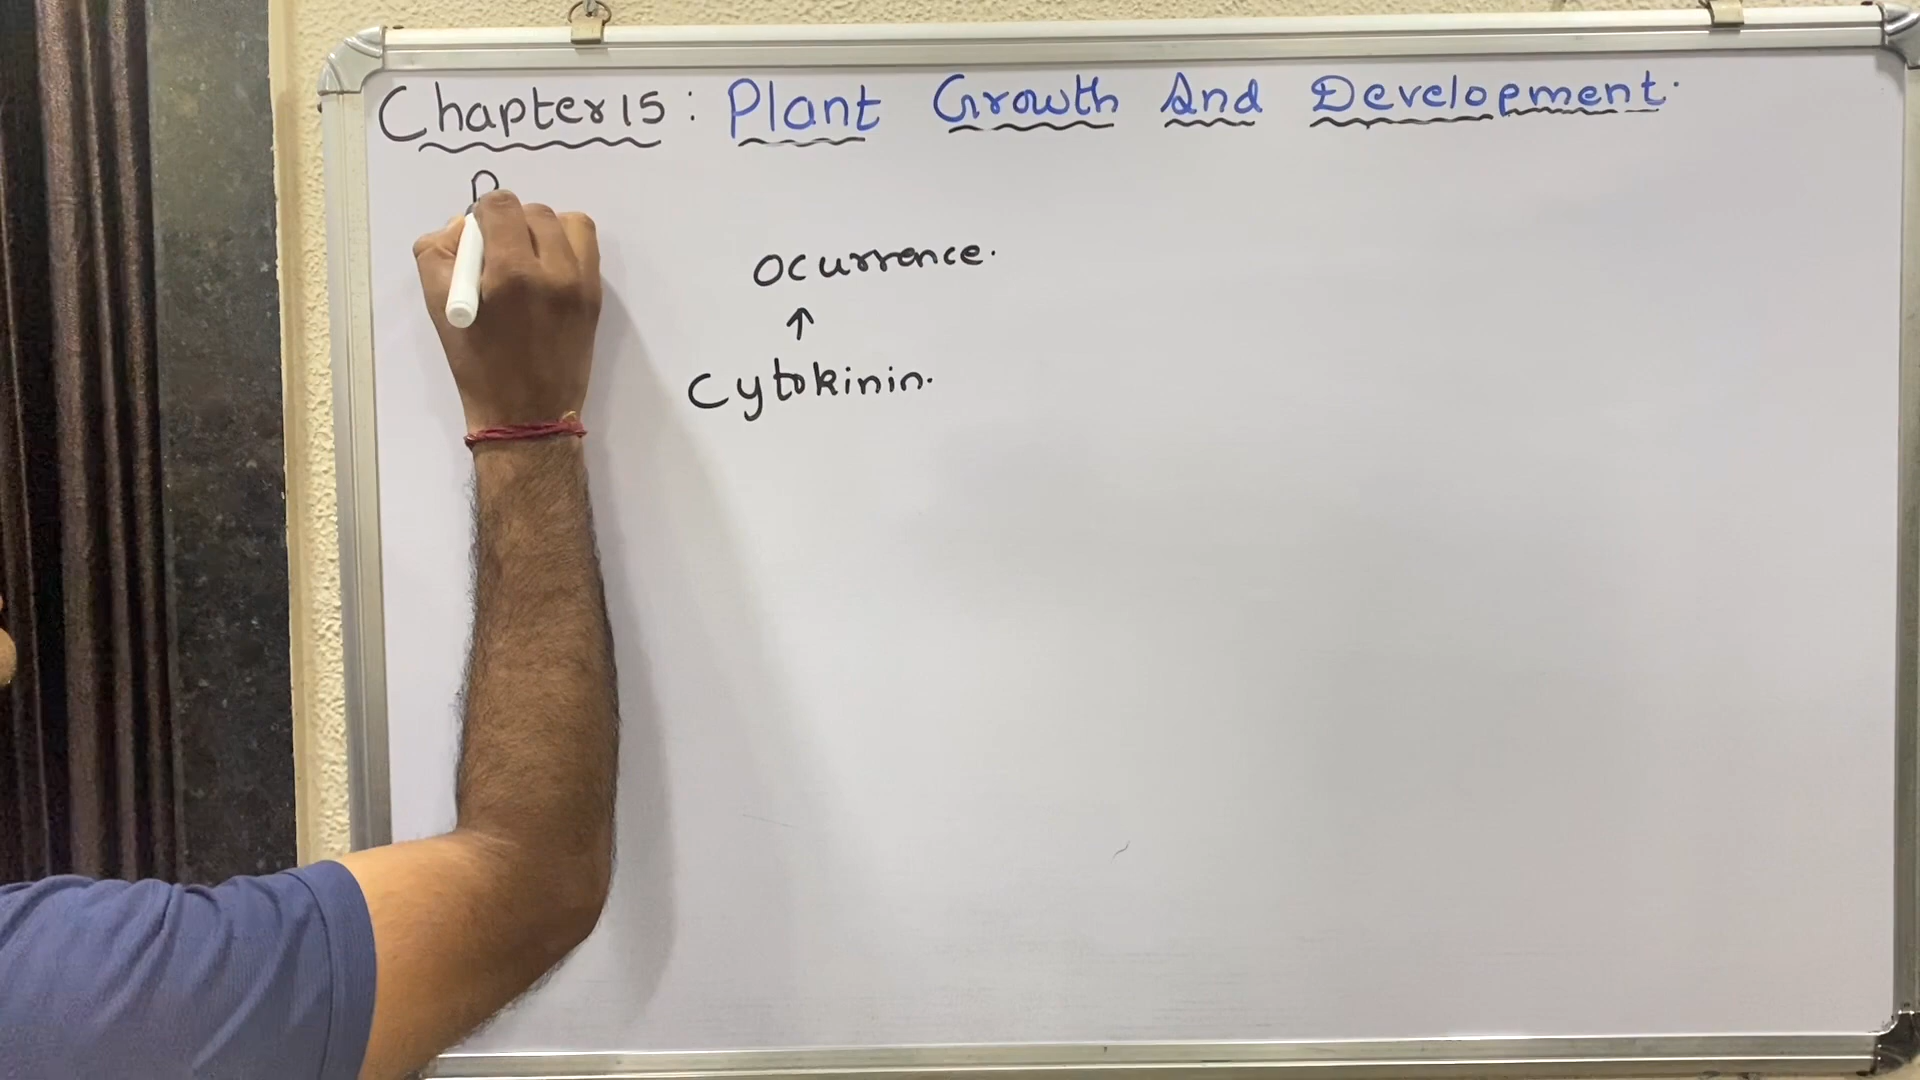 Chapter 15: Plant Growth And Development.
Ocurrence.
↑
Cytokinin.